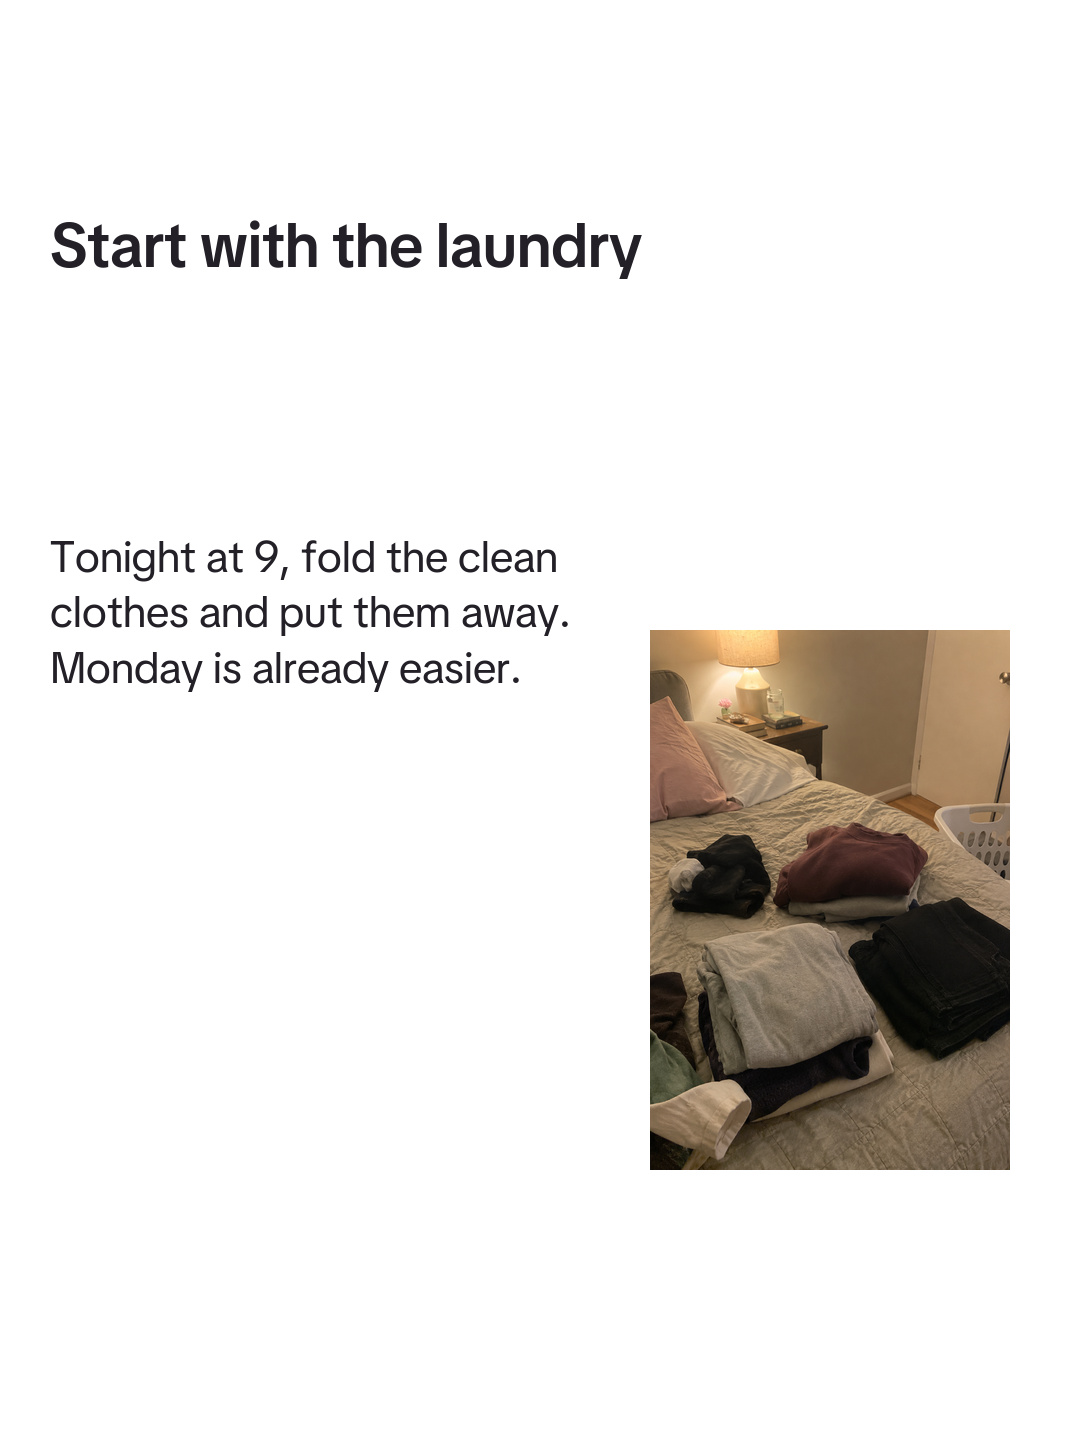 Start with the laundry
Tonight at 9, fold the clean
clothes and put them away.
Monday is already easier.